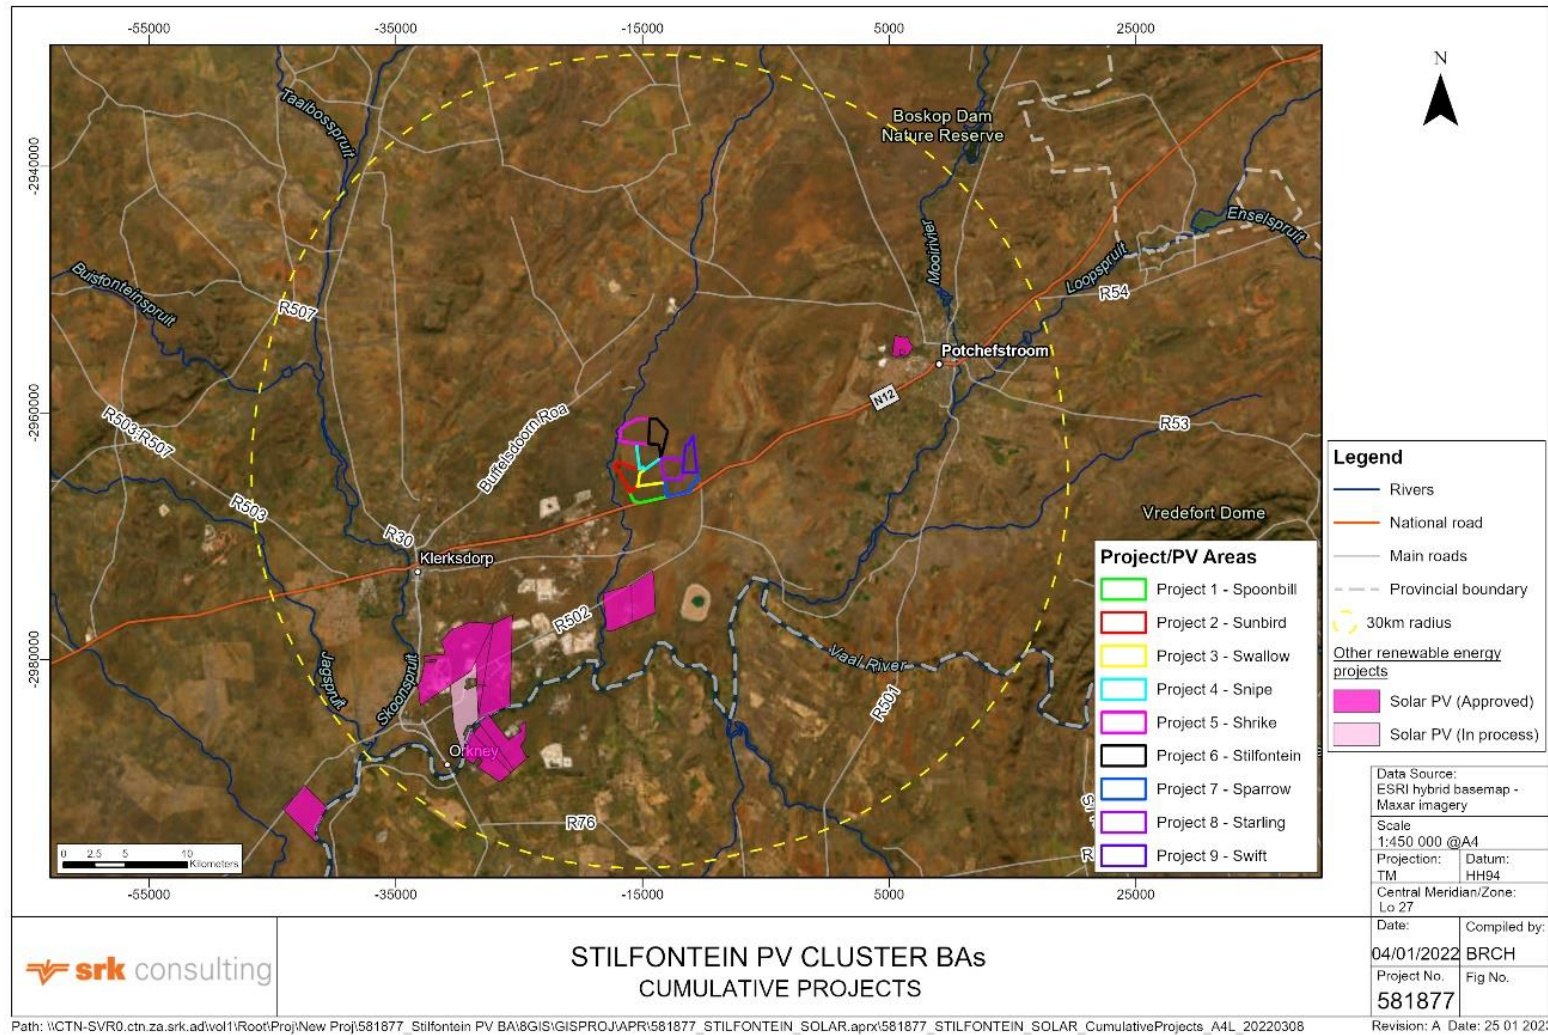 -55000
-35000
-15000
5000
25000
N
-2940000
-2960000
-2980000
Taaibosspruit
Boskop Dam
Nature Reserve
Mooirivier
Enselspruit
Loopspruit
R54
Buisfonteinspruit
R507
Potchefstroom
N12
R503;R507
Buffelsdoorn Roa
R53
R503
R30
Klerksdorp
Vredefort Dome
R502
Jagspruit
Skoonspruit
Vaal River
R501
Orkney
R76
0 2.5 5 10
Kilometers
-55000
-35000
-15000
5000
25000
Project/PV Areas
Project 1 - Spoonbill
Project 2 - Sunbird
Project 3 - Swallow
Project 4 - Snipe
Project 5 - Shrike
Project 6 - Stilfontein
Project 7 - Sparrow
Project 8 - Starling
Project 9 - Swift
Legend
Rivers
National road
Main roads
Provincial boundary
30km radius
Other renewable energy
projects
Solar PV (Approved)
Solar PV (In process)
Data Source:
ESRI hybrid basemap -
Maxar imagery
Scale
1:450 000 @A4
Projection:
TM
Datum:
HH94
Central Meridian/Zone:
Lo 27
Date:
04/01/2022
Compiled by:
BRCH
Project No.
581877
Fig No.
srk consulting
STILFONTEIN PV CLUSTER BAs
CUMULATIVE PROJECTS
Path: \\CTN-SVR0.ctn.za.srk.ad\vol1\Root\Proj\New Proj\581877_Stilfontein PV BA\8GIS\GISPROJ\APR\581877_STILFONTEIN_SOLAR.aprx\581877_STILFONTEIN_SOLAR_CumulativeProjects_A4L_20220308
Revision: A Date: 25 01 202